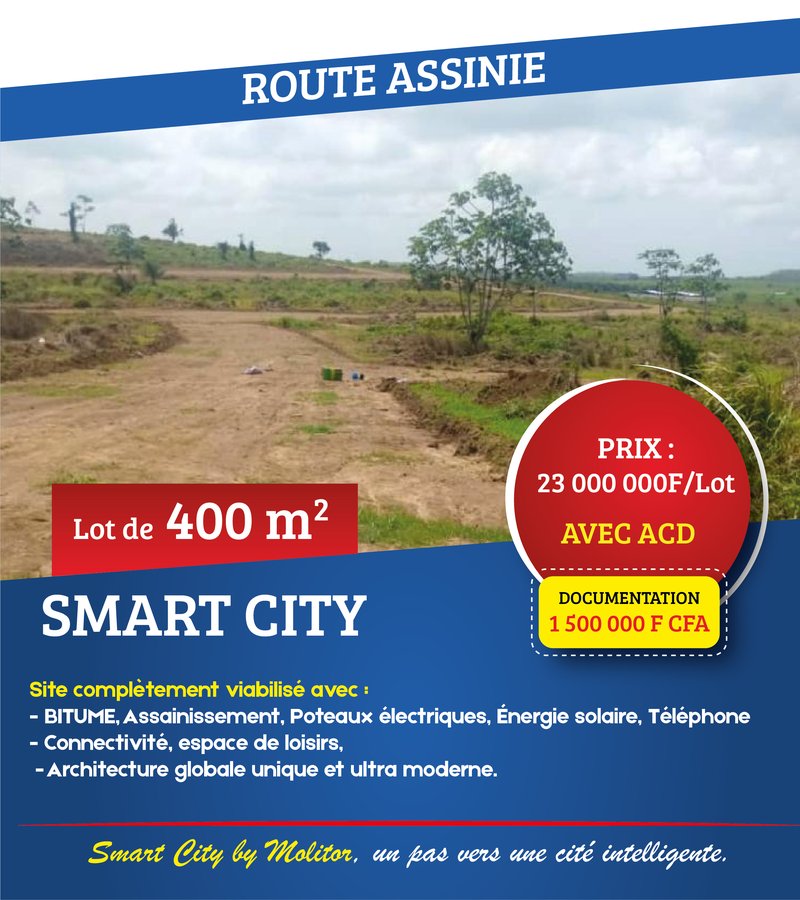 ROUTE ASSINIE
PRIX :
23 000 000F/Lot
AVEC ACD
Lot de 400 m²
DOCUMENTATION
1 500 000 F CFA
SMART CITY
Site complètement viabilisé avec :
- BITUME, Assainissement, Poteaux électriques, Énergie solaire, Téléphone
- Connectivité, espace de loisirs,
- Architecture globale unique et ultra moderne.
Smart City by Molitor, un pas vers une cité intelligente.